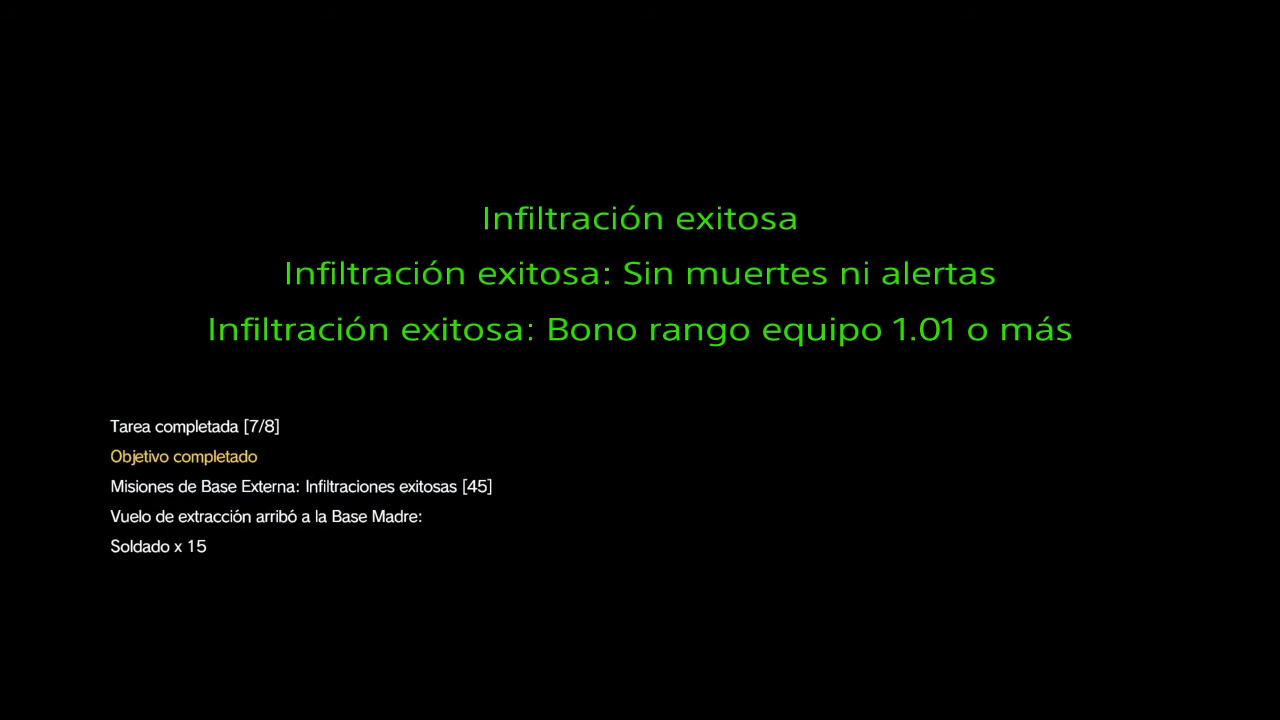 Infiltración exitosa
Infiltración exitosa: Sin muertes ni alertas
Infiltración exitosa: Bono rango equipo 1.01 o más
Tarea completada [7/8]
Objetivo completado
Misiones de Base Externa: Infiltraciones exitosas [45]
Vuelo de extracción arribó a la Base Madre:
Soldado x 15